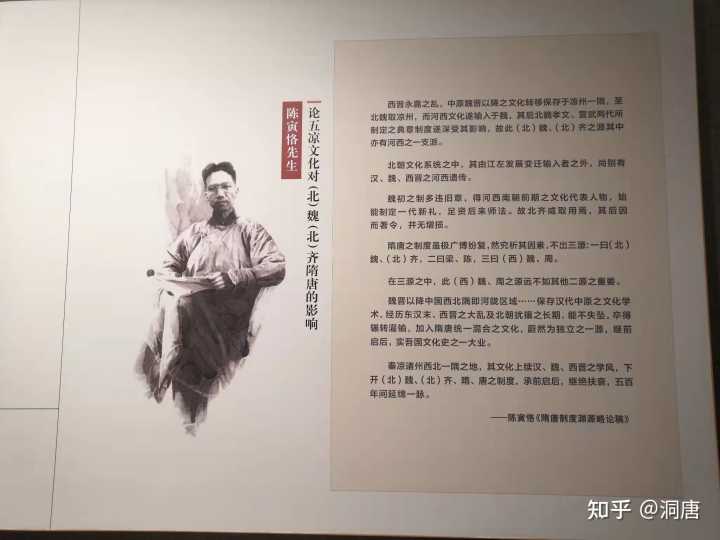 陈寅恪先生
论五凉文化对(北)魏(北)齐隋唐的影响
西晋永嘉之乱，中原魏晋以降之文化转移保存于凉州一隅，至
北魏取凉州，而河西文化遂输入于魏，其后北魏孝文、宣武两代所
制定之典章制度遂深受其影响，故此(北)魏、(北)齐之源其中
亦有河西之一支派。
北朝文化系统之中，其由江左发展变迁输入者之外，尚别有
汉、魏、西晋之河西遗传。
魏初之制多违旧章，得河西南朝前期之文化代表人物，始
能制定一代新礼，足资后来师法。故北齐咸取用焉，其后因
而著令，并无增损。
隋唐之制度虽极广博纷复，然究析其因素，不出三源：一曰(北)
魏、(北)齐，二曰梁、陈，三曰(西)魏、周。
在三源之中，此(西)魏、周之源远不如其他二源之重要。
魏晋以降中国西北隅即河陇区域……保存汉代中原之文化学
术，经历东汉末、西晋之大乱及北朝扰攘之长期，能不失坠，卒得
辗转灌输，加入隋唐统一混合之文化，蔚然为独立之一源，继前
启后，实吾国文化史之一大业。
秦凉诸州西北一隅之地，其文化上续汉、魏、西晋之学风，下
开(北)魏、(北)齐、隋、唐之制度，承前启后，继绝扶衰，五百
年间延绵一脉。
——陈寅恪《隋唐制度渊源略论稿》
知乎 @洞唐